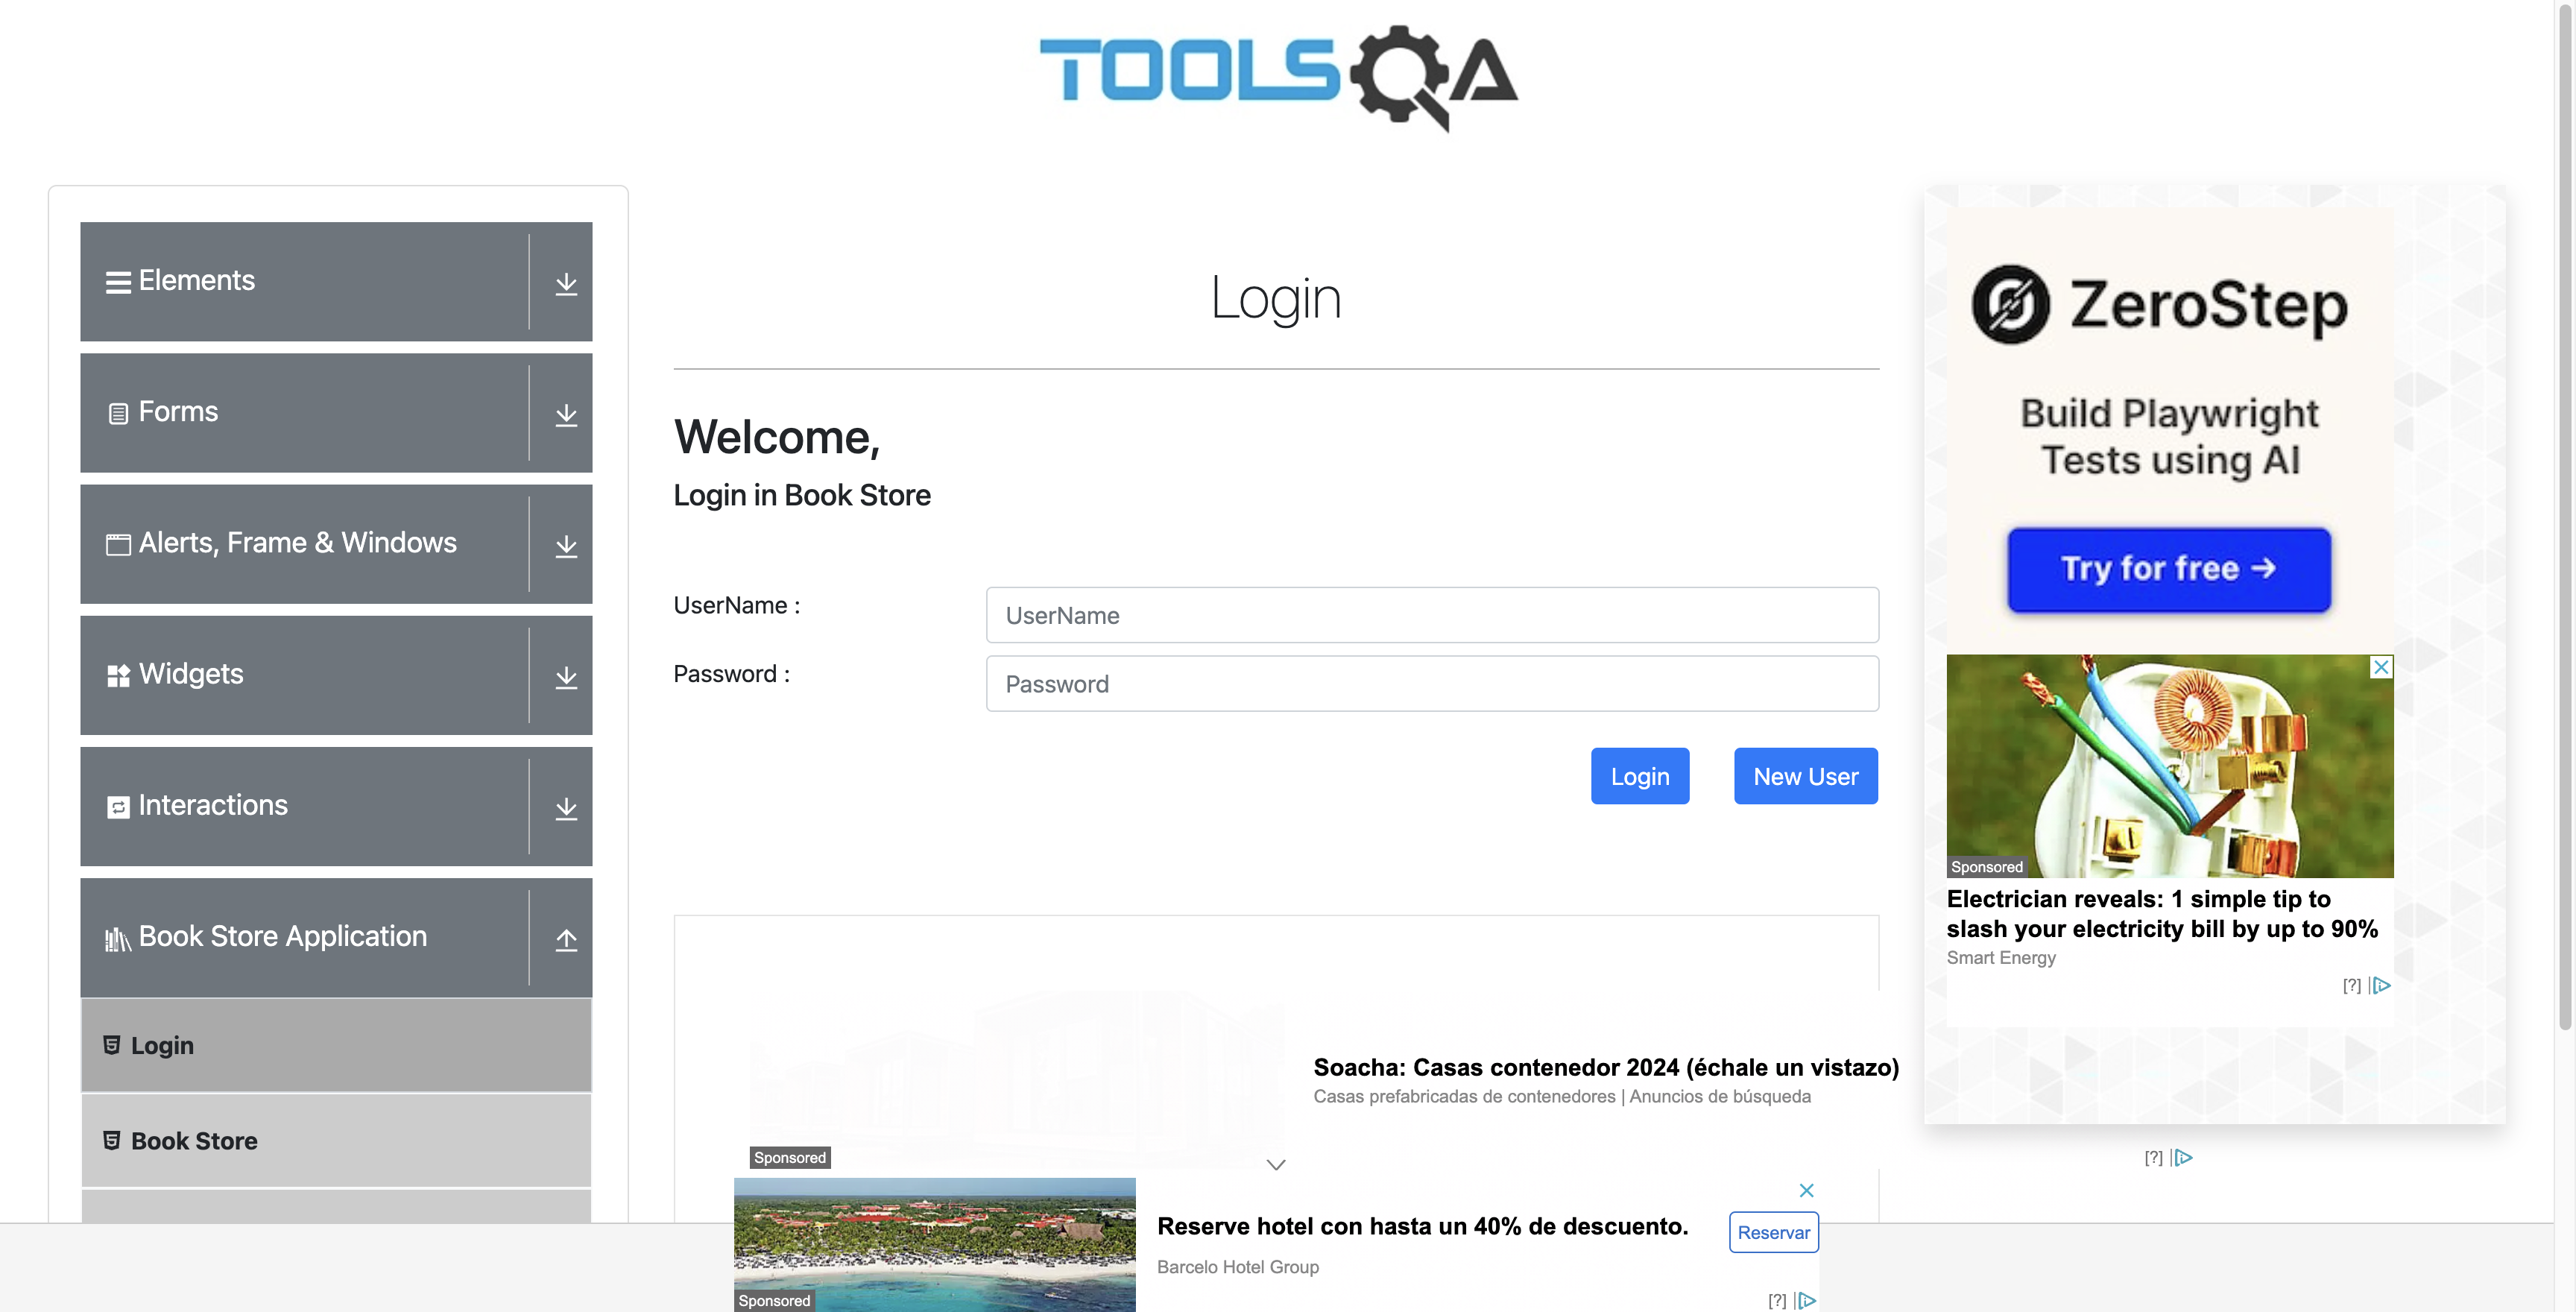 TOOLSQA
Elements
Forms
Alerts, Frame & Windows
Widgets
Interactions
Book Store Application
Login
Book Store
Login
Welcome,
Login in Book Store
UserName :
UserName
Password :
Password
Login
New User
Soacha: Casas contenedor 2024 (échale un vistazo)
Casas prefabricadas de contenedores | Anuncios de búsqueda
Sponsored
Reserve hotel con hasta un 40% de descuento.
Barcelo Hotel Group
Reservar
Sponsored
[?]
ZeroStep
Build Playwright
Tests using AI
Try for free →
Sponsored
Electrician reveals: 1 simple tip to
slash your electricity bill by up to 90%
Smart Energy
[?]
[?]